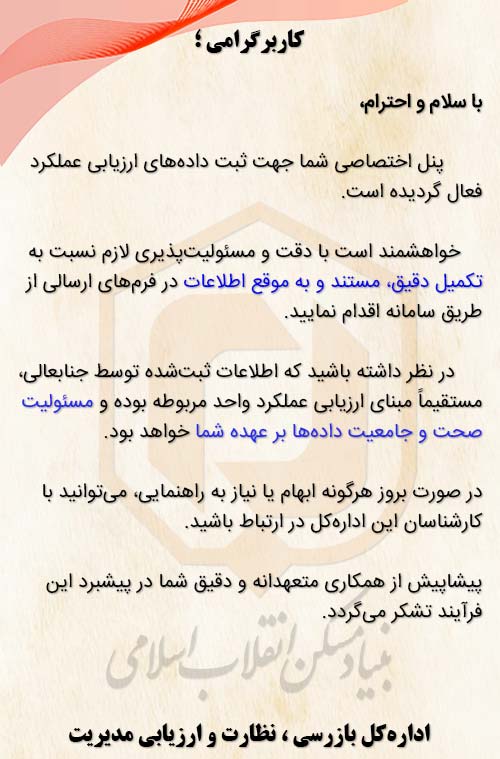 کاربر گرامی ؛
با سلام و احترام،
پنل اختصاصی شما جهت ثبت داده‌های ارزیابی عملکرد
فعال گردیده است.
خواهشمند است با دقت و مسئولیت‌پذیری لازم نسبت به
تکمیل دقیق، مستند و به موقع اطلاعات در فرم‌های ارسالی از
طریق سامانه اقدام نمایید.
در نظر داشته باشید که اطلاعات ثبت‌شده توسط جنابعالی،
مستقیماً مبنای ارزیابی عملکرد واحد مربوطه بوده و مسئولیت
صحت و جامعیت داده‌ها بر عهده شما خواهد بود.
در صورت بروز هرگونه ابهام یا نیاز به راهنمایی، می‌توانید با
کارشناسان این اداره‌کل در ارتباط باشید.
پیشاپیش از همکاری متعهدانه و دقیق شما در پیشبرد این
فرآیند تشکر می‌گردد.
بنیاد مسکن انقلاب اسلامی
اداره‌کل بازرسی ، نظارت و ارزیابی مدیریت